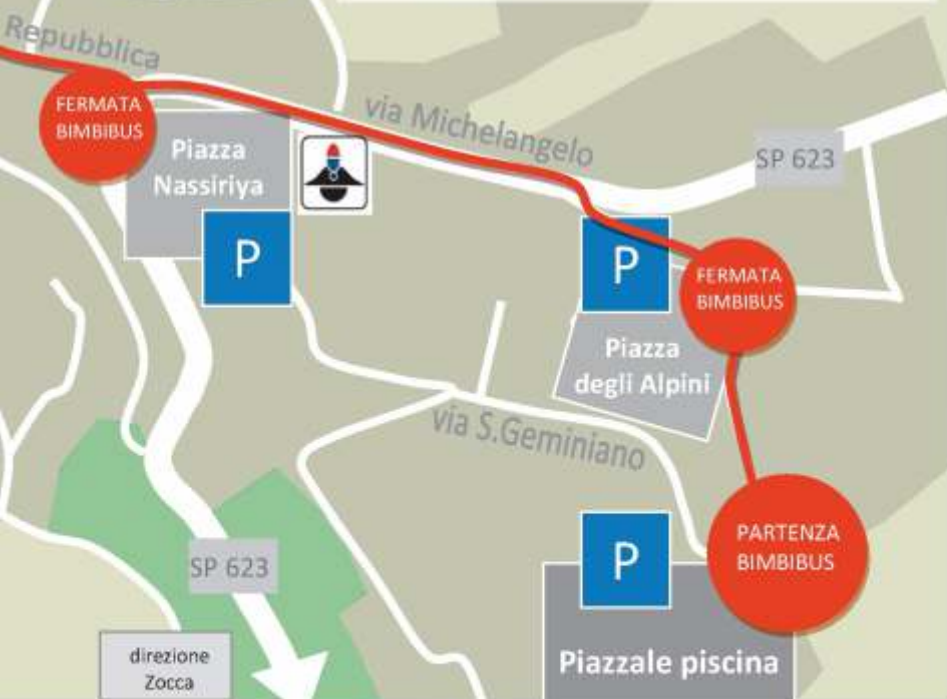 Repubblica
FERMATA
BIMBIBUS
Piazza
Nassiriya
P
via Michelangelo
SP 623
P
FERMATA
BIMBIBUS
Piazza
degli Alpini
via S.Geminiano
P
PARTENZA
BIMBIBUS
SP 623
direzione
Zocca
Piazzale piscina